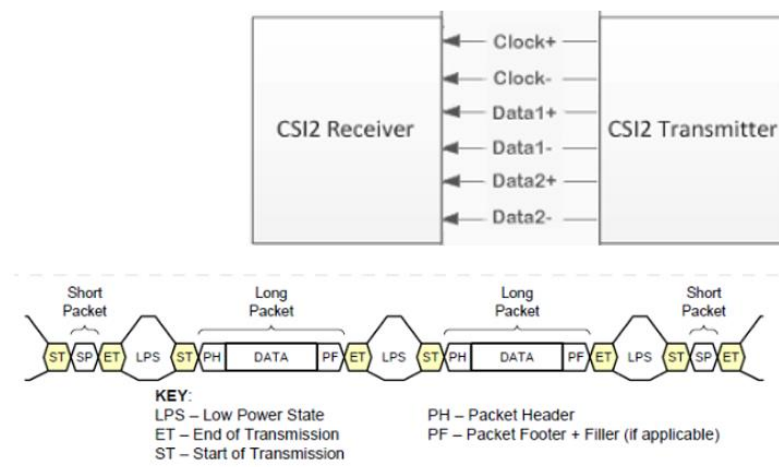 Clock+
Clock-
CSI2 Receiver
Data1+
CSI2 Transmitter
Data1-
Data2+
Data2-
Short Packet
Long Packet
Long Packet
Short Packet
ST SP ET LPS ST PH DATA PF ET LPS ST PH DATA PF ET LPS ST SP ET
KEY:
LPS – Low Power State
ET – End of Transmission
ST – Start of Transmission
PH – Packet Header
PF – Packet Footer + Filler (if applicable)